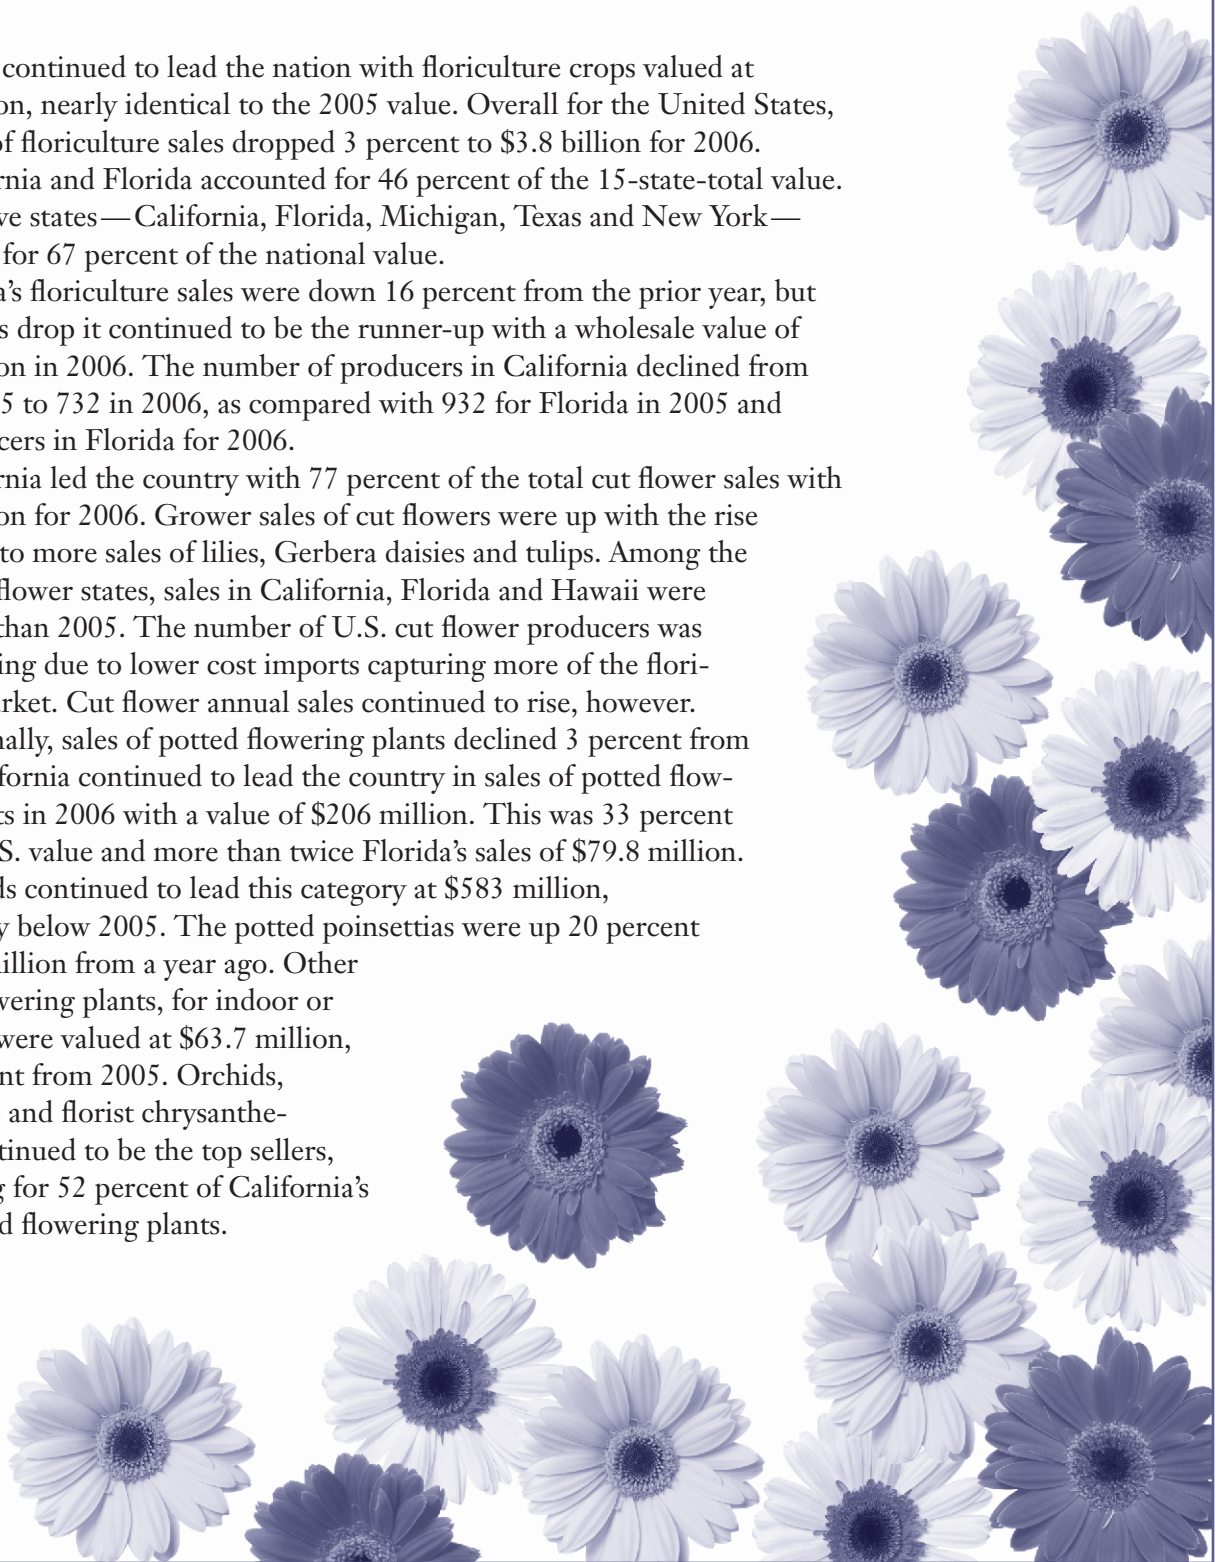 continued to lead the nation with floriculture crops valued at
on, nearly identical to the 2005 value. Overall for the United States,
of floriculture sales dropped 3 percent to $3.8 billion for 2006.
rnia and Florida accounted for 46 percent of the 15-state-total value.
ve states—California, Florida, Michigan, Texas and New York—
for 67 percent of the national value.
a’s floriculture sales were down 16 percent from the prior year, but
s drop it continued to be the runner-up with a wholesale value of
on in 2006. The number of producers in California declined from
5 to 732 in 2006, as compared with 932 for Florida in 2005 and
cers in Florida for 2006.
rnia led the country with 77 percent of the total cut flower sales with
on for 2006. Grower sales of cut flowers were up with the rise
to more sales of lilies, Gerbera daisies and tulips. Among the
flower states, sales in California, Florida and Hawaii were
than 2005. The number of U.S. cut flower producers was
ing due to lower cost imports capturing more of the flori-
rket. Cut flower annual sales continued to rise, however.
nally, sales of potted flowering plants declined 3 percent from
fornia continued to lead the country in sales of potted flow-
ts in 2006 with a value of $206 million. This was 33 percent
S. value and more than twice Florida’s sales of $79.8 million.
ds continued to lead this category at $583 million,
y below 2005. The potted poinsettias were up 20 percent
illion from a year ago. Other
wering plants, for indoor or
were valued at $63.7 million,
nt from 2005. Orchids,
and florist chrysanthe-
tinued to be the top sellers,
g for 52 percent of California’s
d flowering plants.